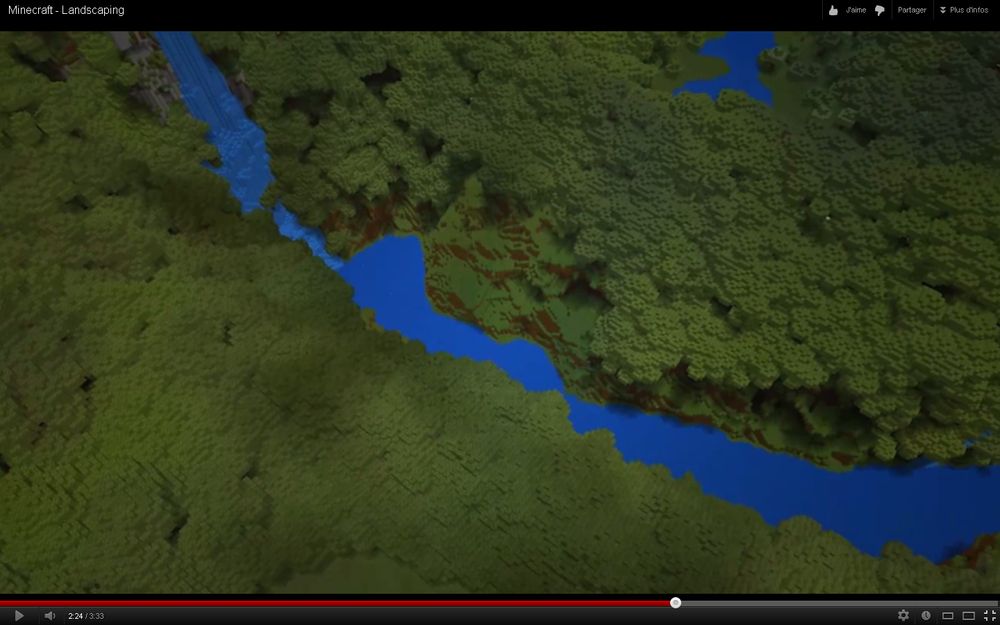 Minecraft - Landscaping
J'aime
Partager
Plus d'infos
2:24 / 3:33